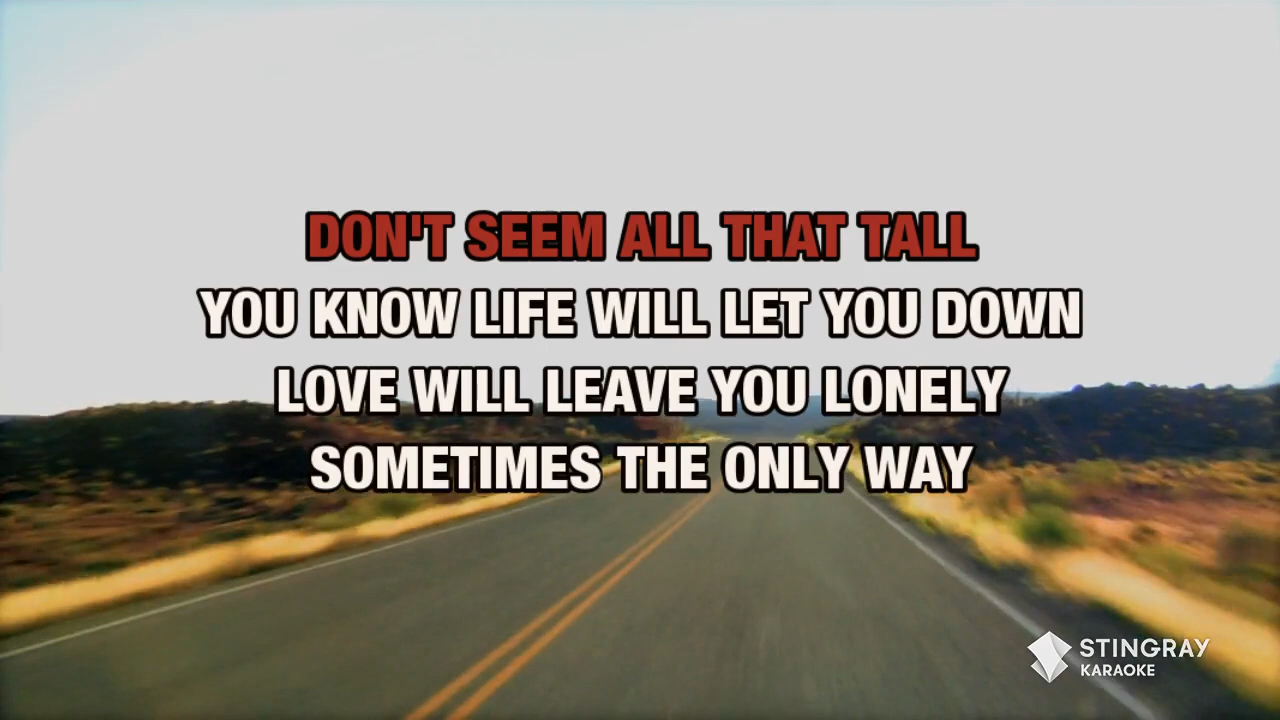 DON'T SEEM ALL THAT TALL
YOU KNOW LIFE WILL LET YOU DOWN
LOVE WILL LEAVE YOU LONELY
SOMETIMES THE ONLY WAY
STINGRAY
KARAOKE